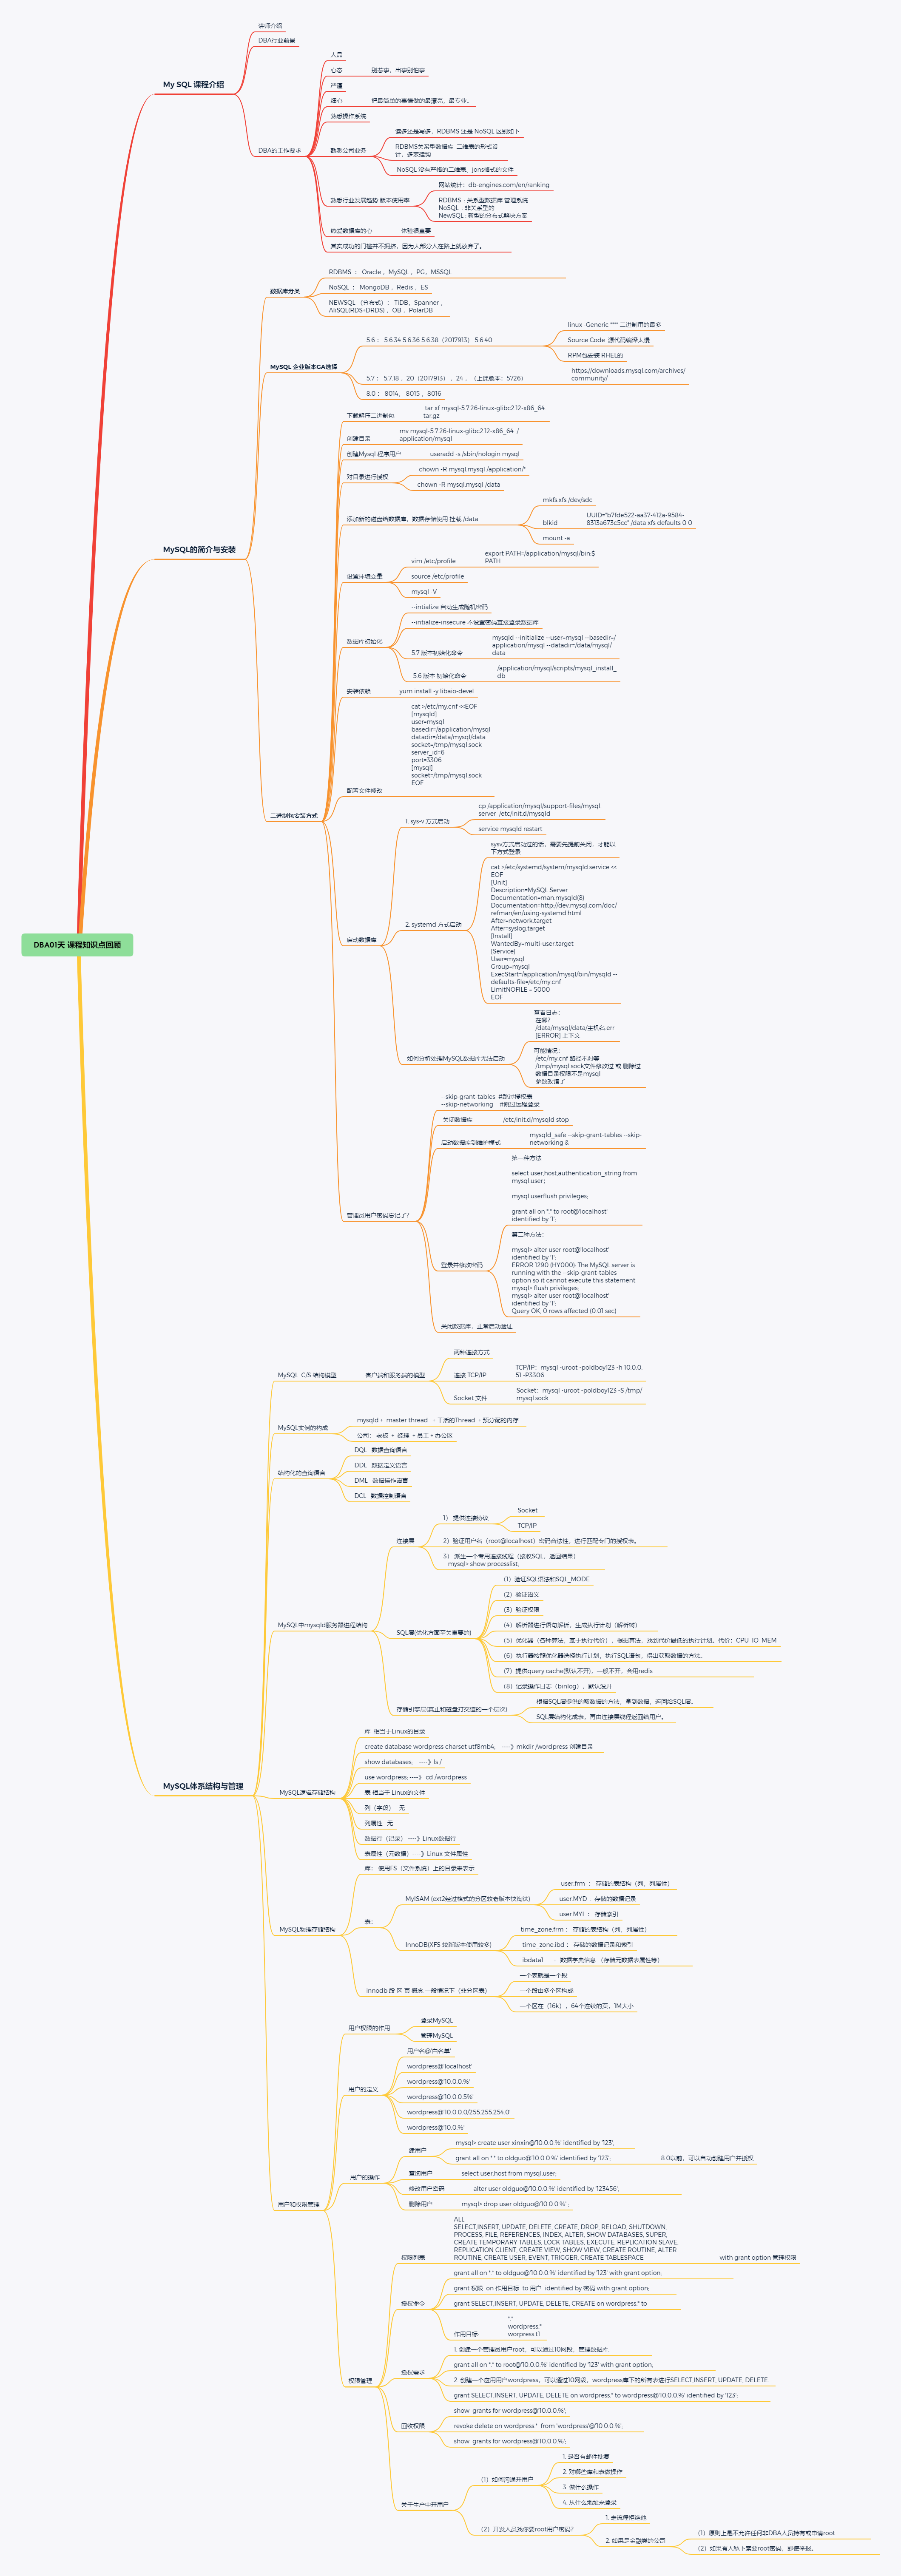 DBA01天 课程知识点回顾
My SQL 课程介绍
讲师介绍
DBA行业前景
DBA的工作要求
人品
心态
别惹事，出事别怕事
严谨
细心
把最简单的事情做的最漂亮，最专业。
熟悉操作系统
熟悉公司业务
读多还是写多，RDBMS 还是 NoSQL 区别如下
RDBMS关系型数据库 二维表的形式设
计，多表结构
NoSQL 没有严格的二维表，jons格式的文件
熟悉行业发展趋势 版本使用率
网站统计：db-engines.com/en/ranking
RDBMS ：关系型数据库 管理系统
NoSQL ：非关系型的
NewSQL : 新型的分布式解决方案
热爱数据库的心
体验很重要
其实成功的门槛并不拥挤，因为大部分人在路上就放弃了。
MySQL的简介与安装
数据库分类
RDBMS ： Oracle ，MySQL ，PG，MSSQL
NoSQL ： MongoDB ，Redis ，ES
NEWSQL （分布式）： TiDB，Spanner ，
AliSQL(RDS+DRDS) ，OB ，PolarDB
MySQL 企业版本GA选择
5.6 ： 5.6.34 5.6.36 5.6.38（2017913） 5.6.40
linux -Generic **** 二进制用的最多
Source Code 源代码编译太慢
RPM包安装 RHEL的
5.7 ：5.7.18 ，20（2017913），24 ，（上课版本：5726）
https://downloads.mysql.com/archives/
community/
8.0 ：8014， 8015 ，8016
二进制包安装方式
下载解压二进制包
tar xf mysql-5.7.26-linux-glibc2.12-x86_64
tar.gz
创建目录
mv mysql-5.7.26-linux-glibc2.12-x86_64 /
application/mysql
创建Mysql 程序用户
useradd -s /sbin/nologin mysql
对目录进行授权
chown -R mysql.mysql /application/*
chown -R mysql.mysql /data
添加新的磁盘给数据库，数据存储使用 挂载 /data
mkfs.xfs /dev/sdc
blkid
UUID="b7fde522-aa37-412a-9584-
8313a673c5cc" /data xfs defaults 0 0
mount -a
设置环境变量
vim /etc/profile
export PATH=/application/mysql/bin:$
PATH
source /etc/profile
mysql -V
数据库初始化
--intialize 自动生成随机密码
--intialize-insecure 不设置密码直接登录数据库
5.7 版本初始化命令
mysqld --initialize --user=mysql --basedir=/
application/mysql --datadir=/data/mysql/
data
5.6 版本 初始化命令
/application/mysql/scripts/mysql_install_
db
安装依赖
yum install -y libaio-devel
配置文件修改
cat >/etc/my.cnf <<EOF
[mysqld]
user=mysql
basedir=/application/mysql
datadir=/data/mysql/data
socket=/tmp/mysql.sock
server_id=6
port=3306
[mysql]
socket=/tmp/mysql.sock
EOF
启动数据库
1. sys-v 方式启动
cp /application/mysql/support-files/mysql.
server /etc/init.d/mysqld
service mysqld restart
2. systemd 方式启动
sysv方式启动过的话，需要先提前关闭，才能以
下方式登录
cat >/etc/systemd/system/mysqld.service <<
EOF
[Unit]
Description=MySQL Server
Documentation=man:mysqld(8)
Documentation=http://dev.mysql.com/doc/
refman/en/using-systemd.html
After=network.target
After=syslog.target
[Install]
WantedBy=multi-user.target
[Service]
User=mysql
Group=mysql
ExecStart=/application/mysql/bin/mysqld --
defaults-file=/etc/my.cnf
LimitNOFILE = 5000
EOF
如何分析处理MySQL数据库无法启动
查看日志：
在哪？
/data/mysql/data/主机名.err
[ERROR] 上下文
可能情况：
/etc/my.cnf 路径不对等
/tmp/mysql.sock文件修改过 或 删除过
数据目录权限不是mysql
参数改错了
管理员用户密码忘记了？
--skip-grant-tables #跳过授权表
--skip-networking #跳过远程登录
关闭数据库
/etc/init.d/mysqld stop
启动数据库到维护模式
mysqld_safe --skip-grant-tables --skip-
networking &
登录并修改密码
第一种方法
select user,host,authentication_string from
mysql.user；
mysql.userflush privileges;
grant all on *.* to root@'localhost'
identified by '1';
第二种方法：
mysql> alter user root@'localhost'
identified by '1';
ERROR 1290 (HY000): The MySQL server is
running with the --skip-grant-tables
option so it cannot execute this statement
mysql> flush privileges;
mysql> alter user root@'localhost'
identified by '1';
Query OK, 0 rows affected (0.01 sec)
关闭数据库，正常启动验证
MySQL体系结构与管理
MySQL C/S 结构模型
客户端和服务端的模型
两种连接方式
连接 TCP/IP
TCP/IP：mysql -uroot -poldboy123 -h 10.0.0.
51 -P3306
Socket 文件
Socket：mysql -uroot -poldboy123 -S /tmp/
mysql.sock
MySQL实例的构成
mysqld + master thread + 干活的Thread + 预分配的内存
公司： 老板 + 经理 + 员工 + 办公区
结构化的查询语言
DQL 数据查询语言
DDL 数据定义语言
DML 数据操作语言
DCL 数据控制语言
MySQL中mysqld服务器进程结构
连接层
1） 提供连接协议
Socket
TCP/IP
2）验证用户名（root@localhost）密码合法性，进行匹配专门的授权表。
3） 派生一个专用连接线程（接收SQL，返回结果）
mysql> show processlist;
SQL层(优化方面至关重要的)
（1）验证SQL语法和SQL_MODE
（2）验证语义
（3）验证权限
（4）解析器进行语句解析，生成执行计划（解析树）
（5）优化器（各种算法，基于执行代价），根据算法，找到代价最低的执行计划。代价：CPU IO MEM
（6）执行器按照优化器选择执行计划，执行SQL语句，得出获取数据的方法。
（7）提供query cache(默认不开)，一般不开，会用redis
（8）记录操作日志（binlog），默认没开
存储引擎层(真正和磁盘打交道的一个层次)
根据SQL层提供的取数据的方法，拿到数据，返回给SQL层。
SQL层结构化成表，再由连接层线程返回给用户。
MySQL逻辑存储结构
库 相当于Linux的目录
create database wordpress charset utf8mb4; ----》mkdir /wordpress 创建目录
show databases; ----》ls /
use wordpress; ----》 cd /wordpress
表 相当于 Linux的文件
列（字段） 无
列属性 无
数据行（记录） ----》Linux数据行
表属性（元数据）----》Linux 文件属性
MySQL物理存储结构
库： 使用FS（文件系统）上的目录来表示
表：
MyISAM (ext2经过格式的分区较老版本快淘汰)
user.frm ： 存储的表结构（列，列属性）
user.MYD ：存储的数据记录
user.MYI ： 存储索引
InnoDB(XFS 较新版本使用较多)
time_zone.frm ：存储的表结构（列，列属性）
time_zone.ibd ：存储的数据记录和索引
ibdata1 ： 数据字典信息 （存储元数据表属性等）
innodb 段 区 页 概念 一般情况下（非分区表）
一个表就是一个段
一个段由多个区构成
一个区在（16k），64个连续的页，1M大小
用户和权限管理
用户权限的作用
登录MySQL
管理MySQL
用户的定义
用户名@'白名单'
wordpress@'localhost'
wordpress@'10.0.0.%'
wordpress@'10.0.0.5%'
wordpress@'10.0.0.0/255.255.254.0'
wordpress@'10.0.%'
用户的操作
建用户
mysql> create user xinxin@'10.0.0.%' identified by '123';
grant all on *.* to oldguo@'10.0.0.%' identified by '123';
8.0以前，可以自动创建用户并授权
查询用户
select user,host from mysql.user;
修改用户密码
alter user oldguo@'10.0.0.%' identified by '123456';
删除用户
mysql> drop user oldguo@'10.0.0.%' ;
权限管理
权限列表
ALL
SELECT,INSERT, UPDATE, DELETE, CREATE, DROP, RELOAD, SHUTDOWN,
PROCESS, FILE, REFERENCES, INDEX, ALTER, SHOW DATABASES, SUPER,
CREATE TEMPORARY TABLES, LOCK TABLES, EXECUTE, REPLICATION SLAVE,
REPLICATION CLIENT, CREATE VIEW, SHOW VIEW, CREATE ROUTINE, ALTER
ROUTINE, CREATE USER, EVENT, TRIGGER, CREATE TABLESPACE
with grant option 管理权限
授权命令
grant all on *.* to oldguo@'10.0.0.%' identified by '123' with grant option;
grant 权限 on 作用目标 to 用户 identified by 密码 with grant option;
grant SELECT,INSERT, UPDATE, DELETE, CREATE on wordpress.* to
作用目标:
*.*
wordpress.*
worpress.t1
授权需求
1. 创建一个管理员用户root，可以通过10网段，管理数据库.
grant all on *.* to root@'10.0.0.%' identified by '123' with grant option;
2. 创建一个应用用户wordpress，可以通过10网段，wordpress库下的所有表进行SELECT,INSERT, UPDATE, DELETE.
grant SELECT,INSERT, UPDATE, DELETE on wordpress.* to wordpress@'10.0.0.%' identified by '123';
回收权限
show grants for wordpress@'10.0.0.%';
revoke delete on wordpress.* from 'wordpress'@'10.0.0.%';
show grants for wordpress@'10.0.0.%';
关于生产中开用户
（1）如何沟通开用户
1. 是否有邮件批复
2. 对哪些库和表做操作
3. 做什么操作
4. 从什么地址来登录
（2）开发人员找你要root用户密码？
1. 走流程拒绝他
2. 如果是金融类的公司
（1）原则上是不允许任何非DBA人员持有或申请root
（2）如果有人私下索要root密码，即使举报。